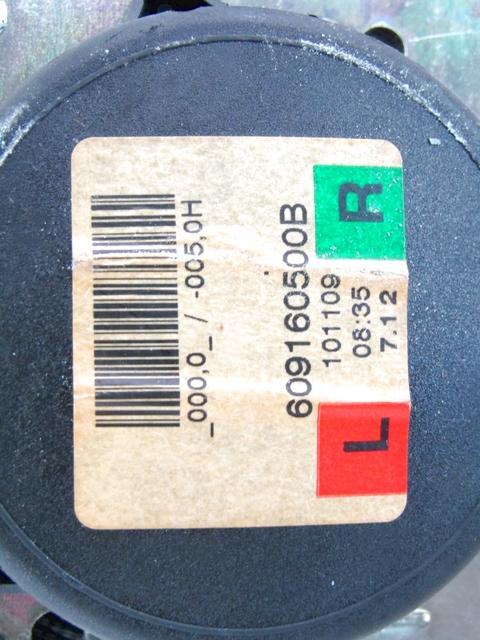 L R
609160500B
101109
08:35
7.12
_000,0_ / -005,0H